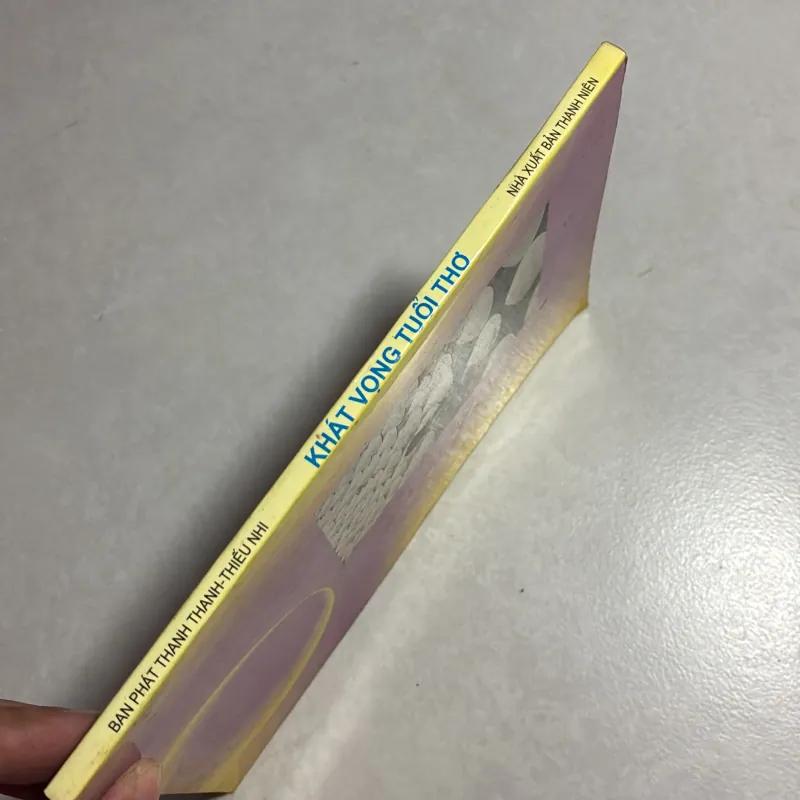 BAN PHÁT THANH THANH-THIẾU NHI
KHÁT VỌNG TUỔI THƠ
NHÀ XUẤT BẢN THANH NIÊN